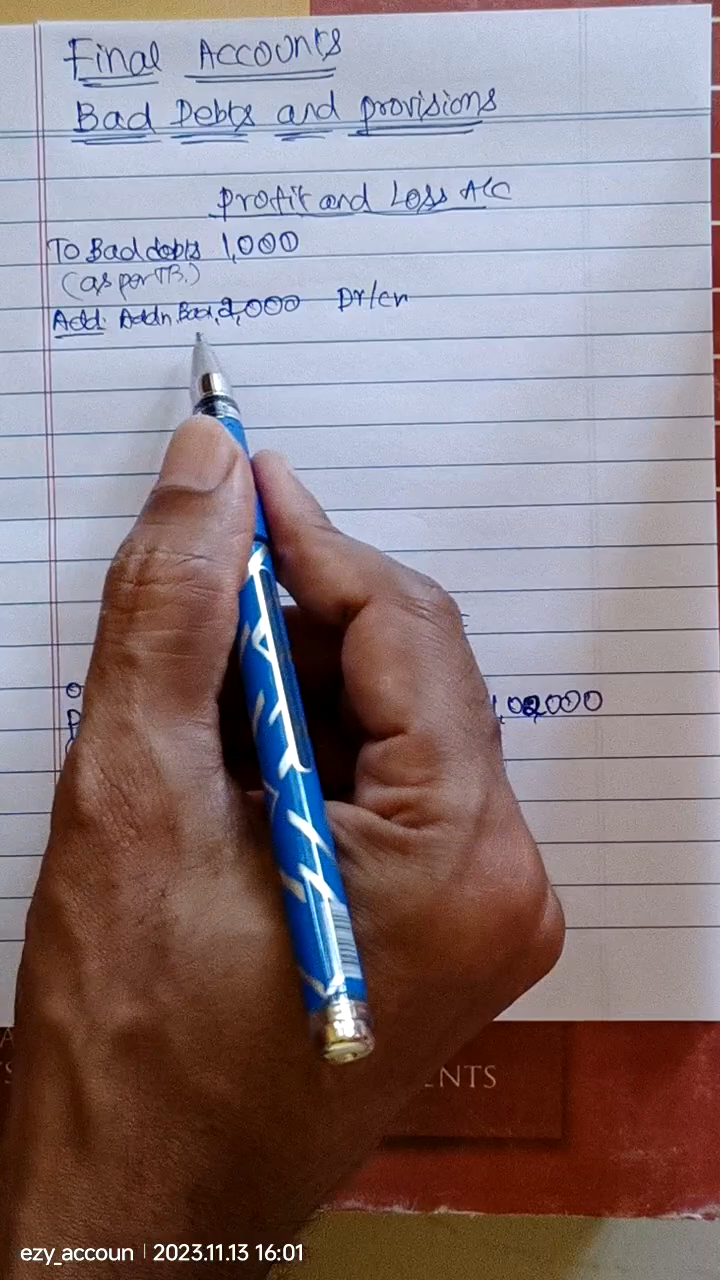 Final Accounts
Bad Debts and provisions
Profit and Loss A/C
To Bad debts 1,000
(as per T.B.)
Add: Addn. Bad 2,000 Dr/cr
1,02,000
ENTS
ezy_accoun | 2023.11.13 16:01